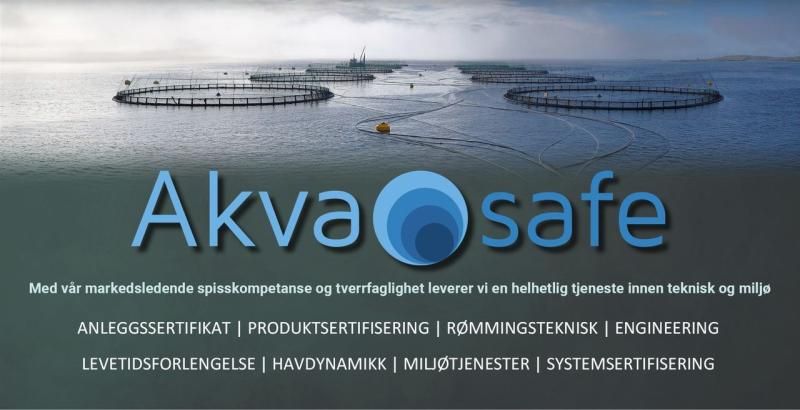 Akva safe
Med vår markedsledende spisskompetanse og tverrfaglighet leverer vi en helhetlig tjeneste innen teknisk og miljø
ANLEGGSSERTIFIKAT | PRODUKTSERTIFISERING | RØMMINGSTEKNISK | ENGINEERING
LEVETIDSFORLENGELSE | HAVDYNAMIKK | MILJØTJENESTER | SYSTEMSERTIFISERING